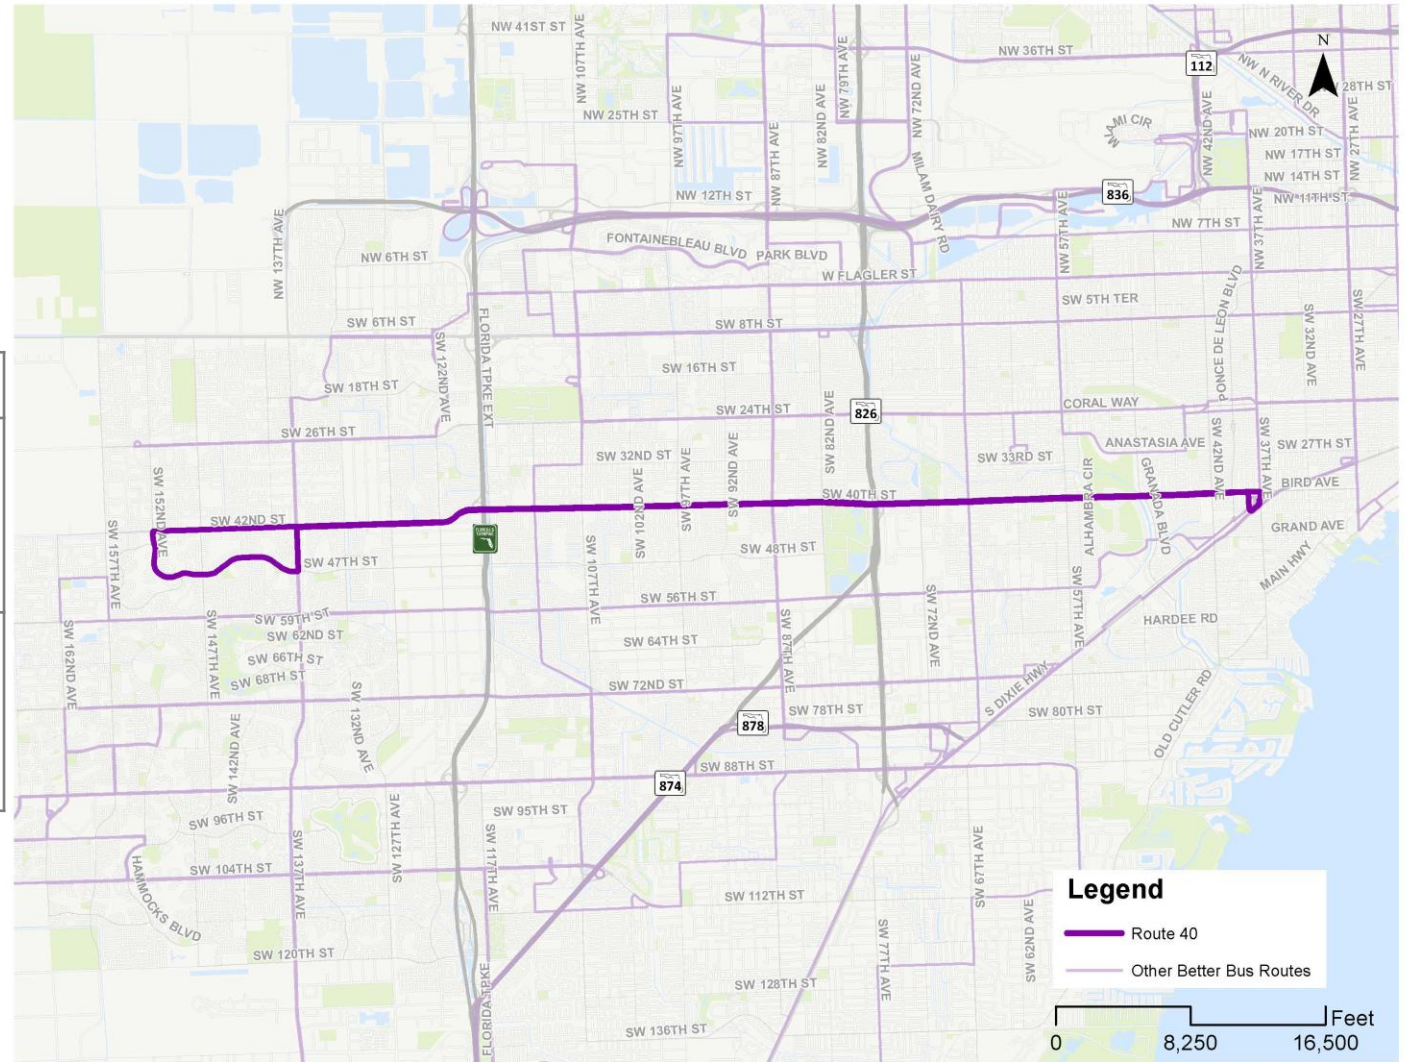 NW 41ST ST
NW 107TH AVE
NW 79TH AVE
NW 72ND AVE
NW 36TH ST
112
N
NW N RIVER DR
28TH ST
NW 25TH ST
NW 97TH AVE
NW 87TH AVE
NW 82ND AVE
MIAMI CIR
NW 42ND AVE
NW 20TH ST
NW 27TH AVE
NW 17TH ST
NW 14TH ST
NW 11TH ST
NW 12TH ST
836
MILAM DAIRY RD
NW 137TH AVE
NW 57TH AVE
NW 7TH ST
NW 37TH AVE
NW 6TH ST
FONTAINEBLEAU BLVD
PARK BLVD
W FLAGLER ST
SW 5TH TER
PONCE DE LEON BLVD
SW 32ND AVE
SW 27TH AVE
SW 6TH ST
FLORIDA TPKE EXT
SW 8TH ST
SW 122ND AVE
SW 16TH ST
SW 18TH ST
SW 24TH ST
826
CORAL WAY
SW 26TH ST
SW 82ND AVE
SW 32ND ST
SW 33RD ST
ANASTASIA AVE
SW 42ND AVE
SW 37TH AVE
SW 27TH ST
SW 102ND AVE
SW 97TH AVE
SW 92ND AVE
SW 152ND AVE
ALHAMBRA CIR
GRANADA BLVD
BIRD AVE
SW 40TH ST
SW 42ND ST
SW 157TH AVE
FLORIDA'S
TURNPIKE
GRAND AVE
SW 47TH ST
SW 107TH AVE
SW 48TH ST
MAIN HWY
SW 56TH ST
SW 72ND AVE
SW 57TH AVE
HARDEE RD
SW 59TH ST
SW 62ND ST
SW 64TH ST
SW 66TH ST
SW 68TH ST
SW 162ND AVE
SW 147TH AVE
SW 87TH AVE
SW 72ND ST
S DIXIE HWY
OLD CUTLER RD
SW 132ND AVE
SW 78TH ST
SW 80TH ST
878
SW 142ND AVE
SW 88TH ST
874
SW 95TH ST
SW 96TH ST
SW 127TH AVE
SW 137TH AVE
SW 117TH AVE
SW 67TH AVE
SW 104TH ST
HAMMOCKS BLVD
SW 112TH ST
SW 62ND AVE
SW 77TH AVE
SW 120TH ST
FLORIDA TPKE
SW 128TH ST
SW 136TH ST
Legend
Route 40
Other Better Bus Routes
Feet
0 8,250 16,500